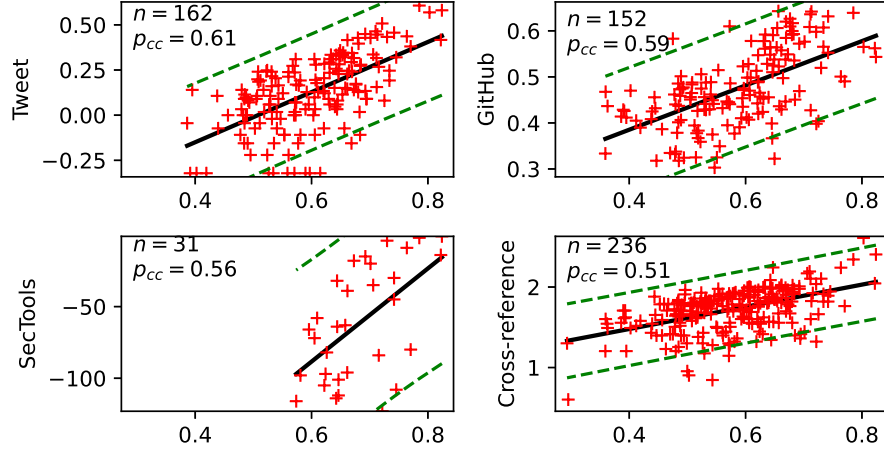 n = 162
p_cc = 0.61
Tweet
0.50
0.25
0.00
−0.25
0.4
0.6
0.8
n = 152
p_cc = 0.59
GitHub
0.6
0.5
0.4
0.3
0.4
0.6
0.8
n = 31
p_cc = 0.56
SecTools
−50
−100
0.4
0.6
0.8
n = 236
p_cc = 0.51
Cross-reference
2
1
0.4
0.6
0.8